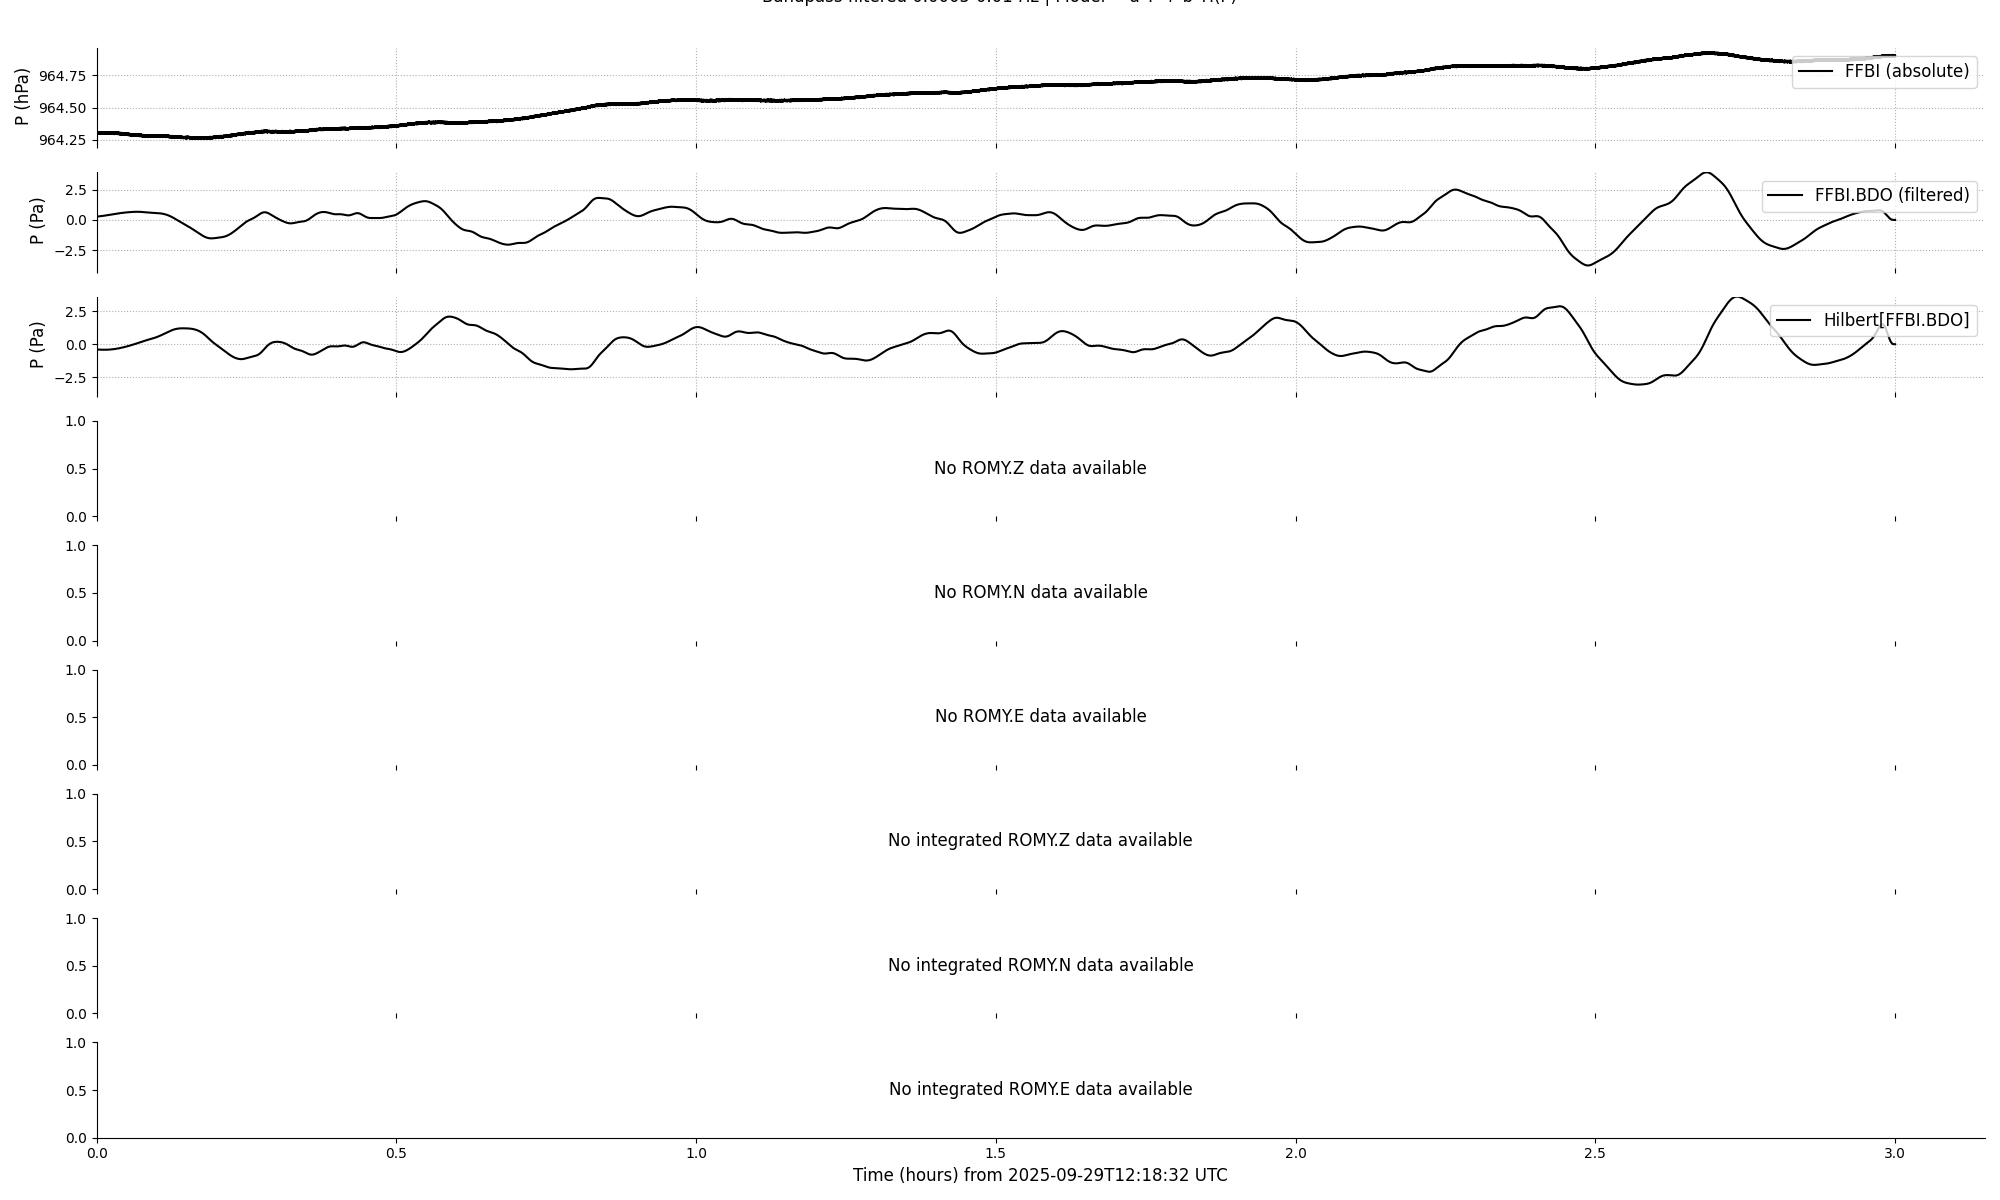 P (hPa)
964.75
964.50
964.25
FFBI (absolute)
P (Pa)
2.5
0.0
−2.5
FFBI.BDO (filtered)
P (Pa)
2.5
0.0
−2.5
Hilbert[FFBI.BDO]
1.0
0.5
0.0
No ROMY.Z data available
1.0
0.5
0.0
No ROMY.N data available
1.0
0.5
0.0
No ROMY.E data available
1.0
0.5
0.0
No integrated ROMY.Z data available
1.0
0.5
0.0
No integrated ROMY.N data available
1.0
0.5
0.0
No integrated ROMY.E data available
0.0 0.5 1.0 1.5 2.0 2.5 3.0
Time (hours) from 2025-09-29T12:18:32 UTC